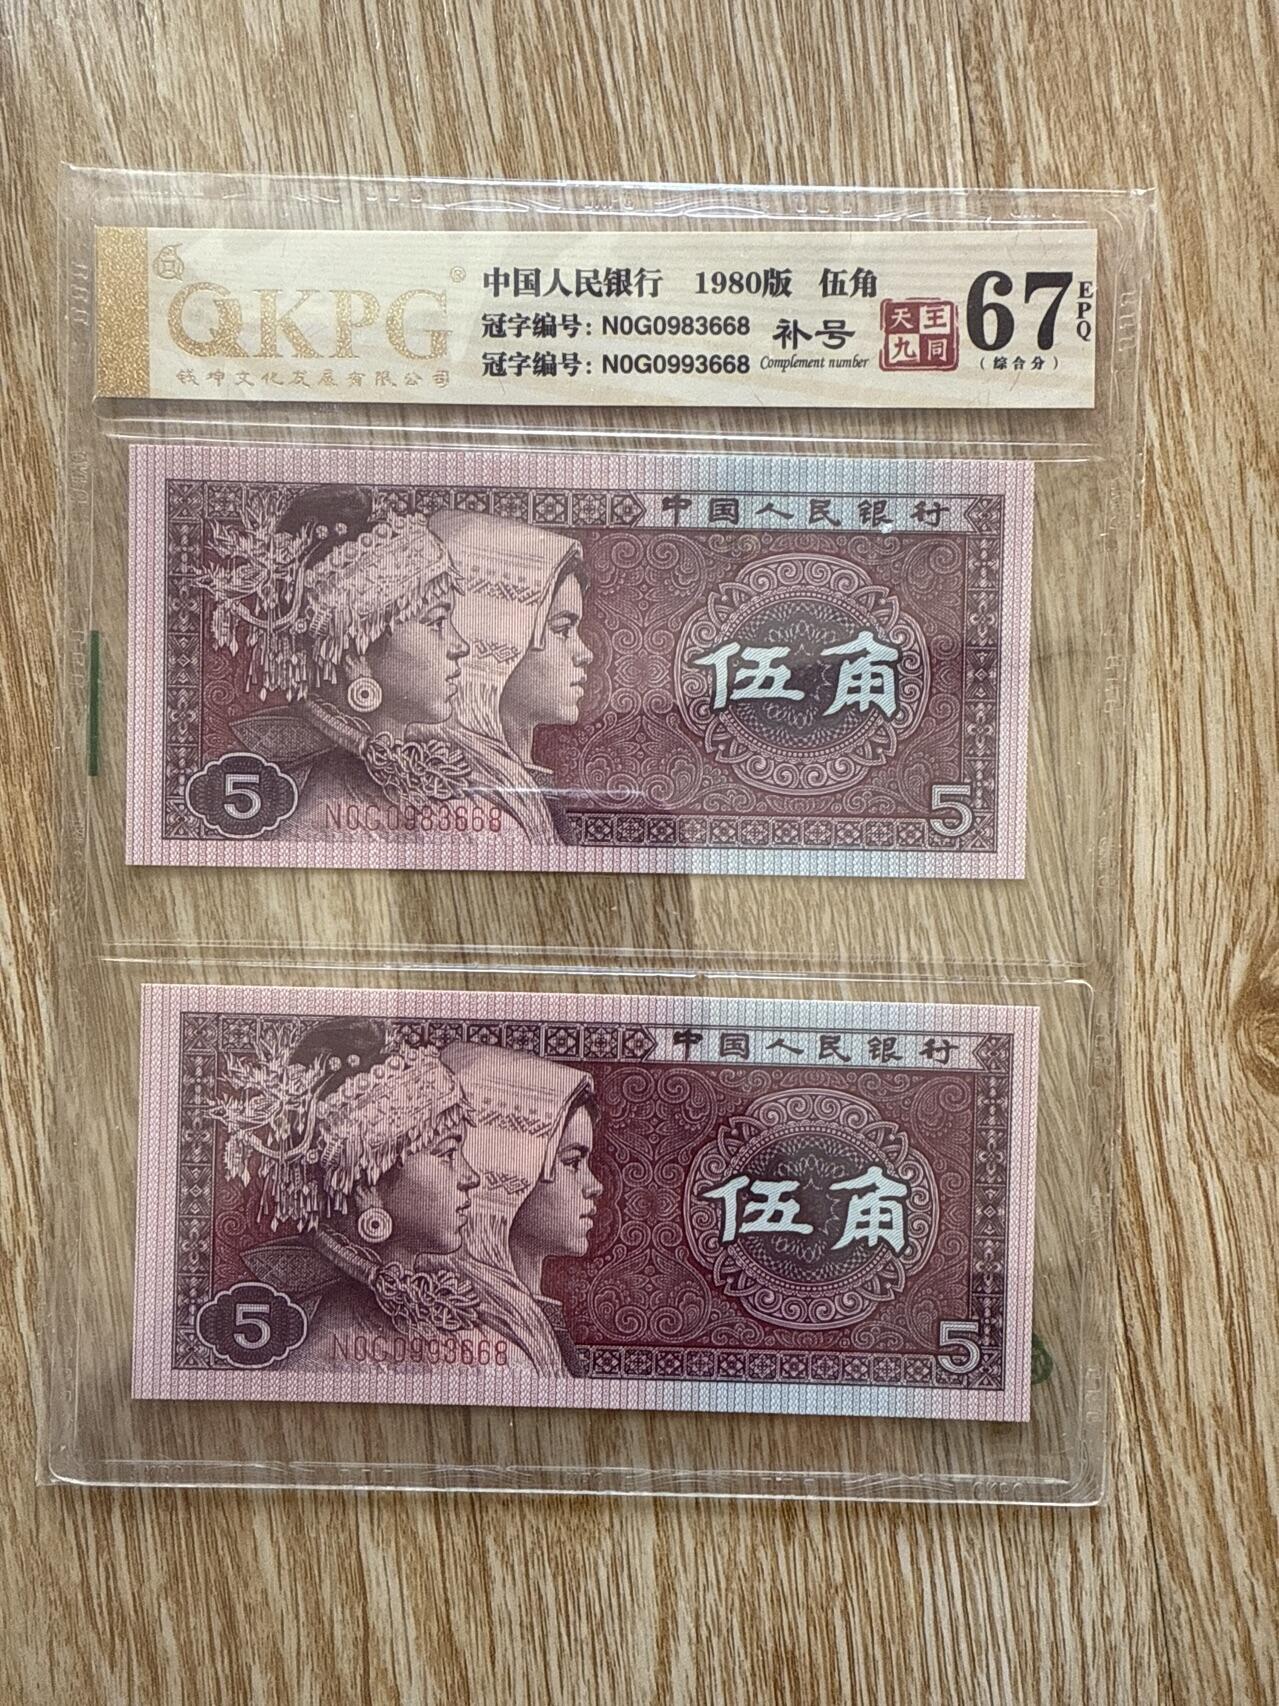 QKPG®
钱坤文化发展有限公司
中国人民银行 1980版 伍角
冠字编号: N0G0983668
冠字编号: N0G0993668
补号
Complement number
天王
九同
67
EPQ
(综合分)
中国人民银行
伍角
5
5
N0G0983668
中国人民银行
伍角
5
5
N0G0993668